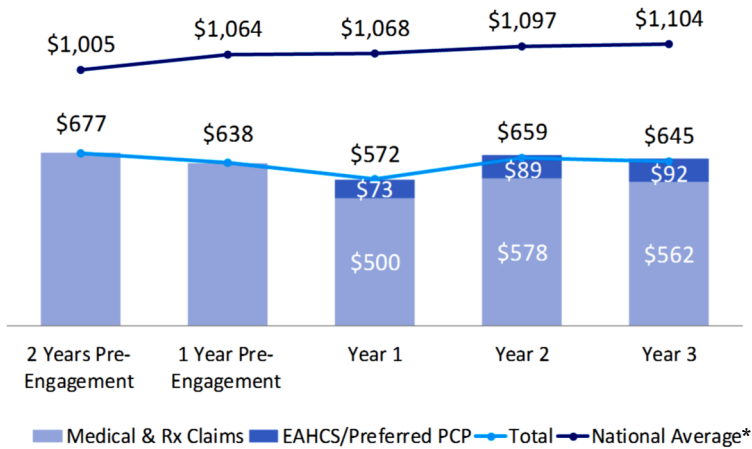 $1,005 $1,064 $1,068 $1,097 $1,104
$677 $638 $572 $659 $645
$73 $89 $92
$500 $578 $562
2 Years Pre- 1 Year Pre- Year 1 Year 2 Year 3
Engagement Engagement
Medical & Rx Claims EAHCS/Preferred PCP Total National Average*